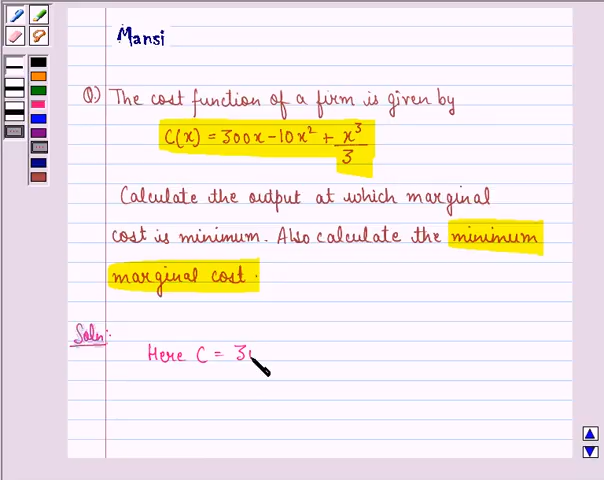 Mansi
Q.) The cost function of a firm is given by
C(x) = 300x - 10x² + x³/3
Calculate the output at which marginal
cost is minimum. Also calculate the minimum
marginal cost.
Soln:
Here C = 3